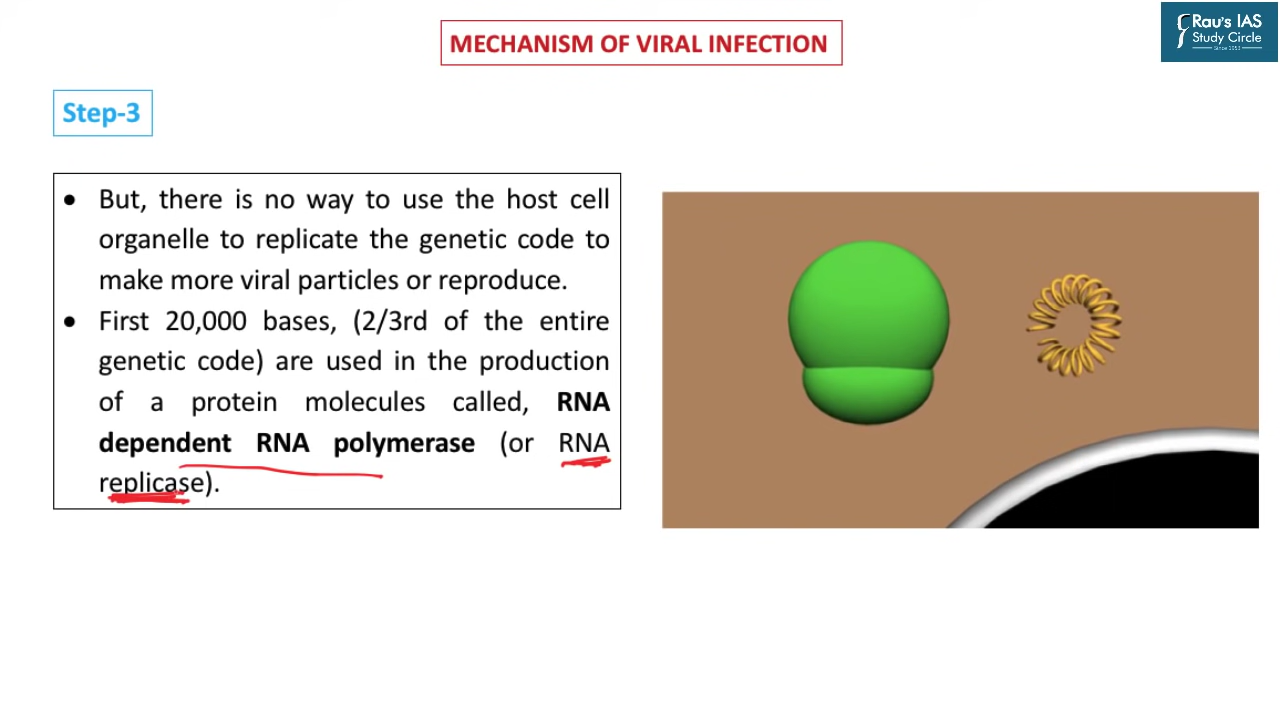 MECHANISM OF VIRAL INFECTION
Rau's IAS
Study Circle
Since 1953
Step-3
• But, there is no way to use the host cell
organelle to replicate the genetic code to
make more viral particles or reproduce.
• First 20,000 bases, (2/3rd of the entire
genetic code) are used in the production
of a protein molecules called, RNA
dependent RNA polymerase (or RNA
replicase).